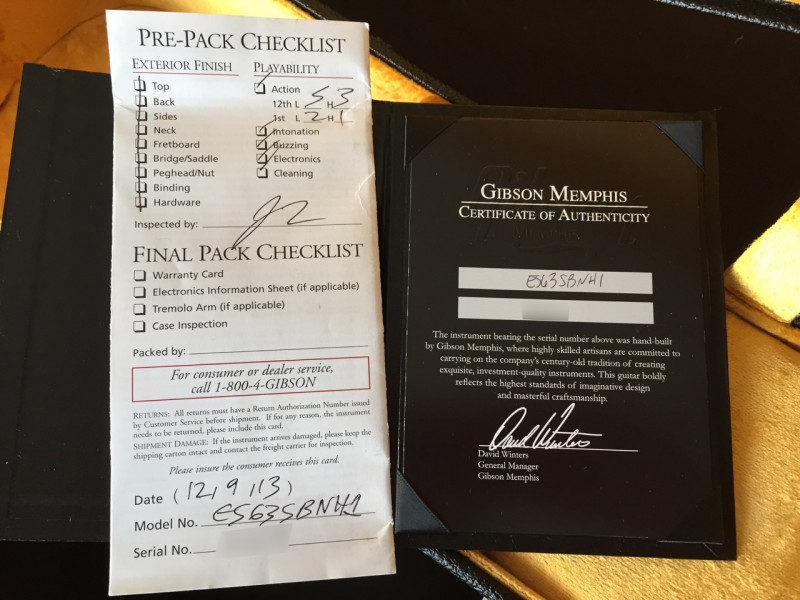 PRE-PACK CHECKLIST
EXTERIOR FINISH
Top
Back
Sides
Neck
Fretboard
Bridge/Saddle
Peghead/Nut
Binding
Hardware
PLAYABILITY
Action
12th L 5 H 3
1st L 2 H 1
Intonation
Buzzing
Electronics
Cleaning
Inspected by:
FINAL PACK CHECKLIST
Warranty Card
Electronics Information Sheet (if applicable)
Tremolo Arm (if applicable)
Case Inspection
Packed by:
For consumer or dealer service,
call 1-800-4-GIBSON
RETURNS: All returns must have a Return Authorization Number issued
by Customer Service before shipment. If for any reason, the instrument
needs to be returned, please include this card.
SHIPMENT DAMAGE: If the instrument arrives damaged, please keep the
shipping carton intact and contact the freight carrier for inspection.
Please insure the consumer receives this card.
Date (12, 9, 13)
Model No. ES63SBNH1
Serial No.
GIBSON MEMPHIS
CERTIFICATE OF AUTHENTICITY
ES63SBNH1
The instrument bearing the serial number above was hand-built
by Gibson Memphis, where highly skilled artisans are committed to
carrying on the company's century-old tradition of creating
exquisite, investment-quality instruments. This guitar boldly
reflects the highest standards of imaginative design
and masterful craftsmanship.
David Winters
David Winters
General Manager
Gibson Memphis